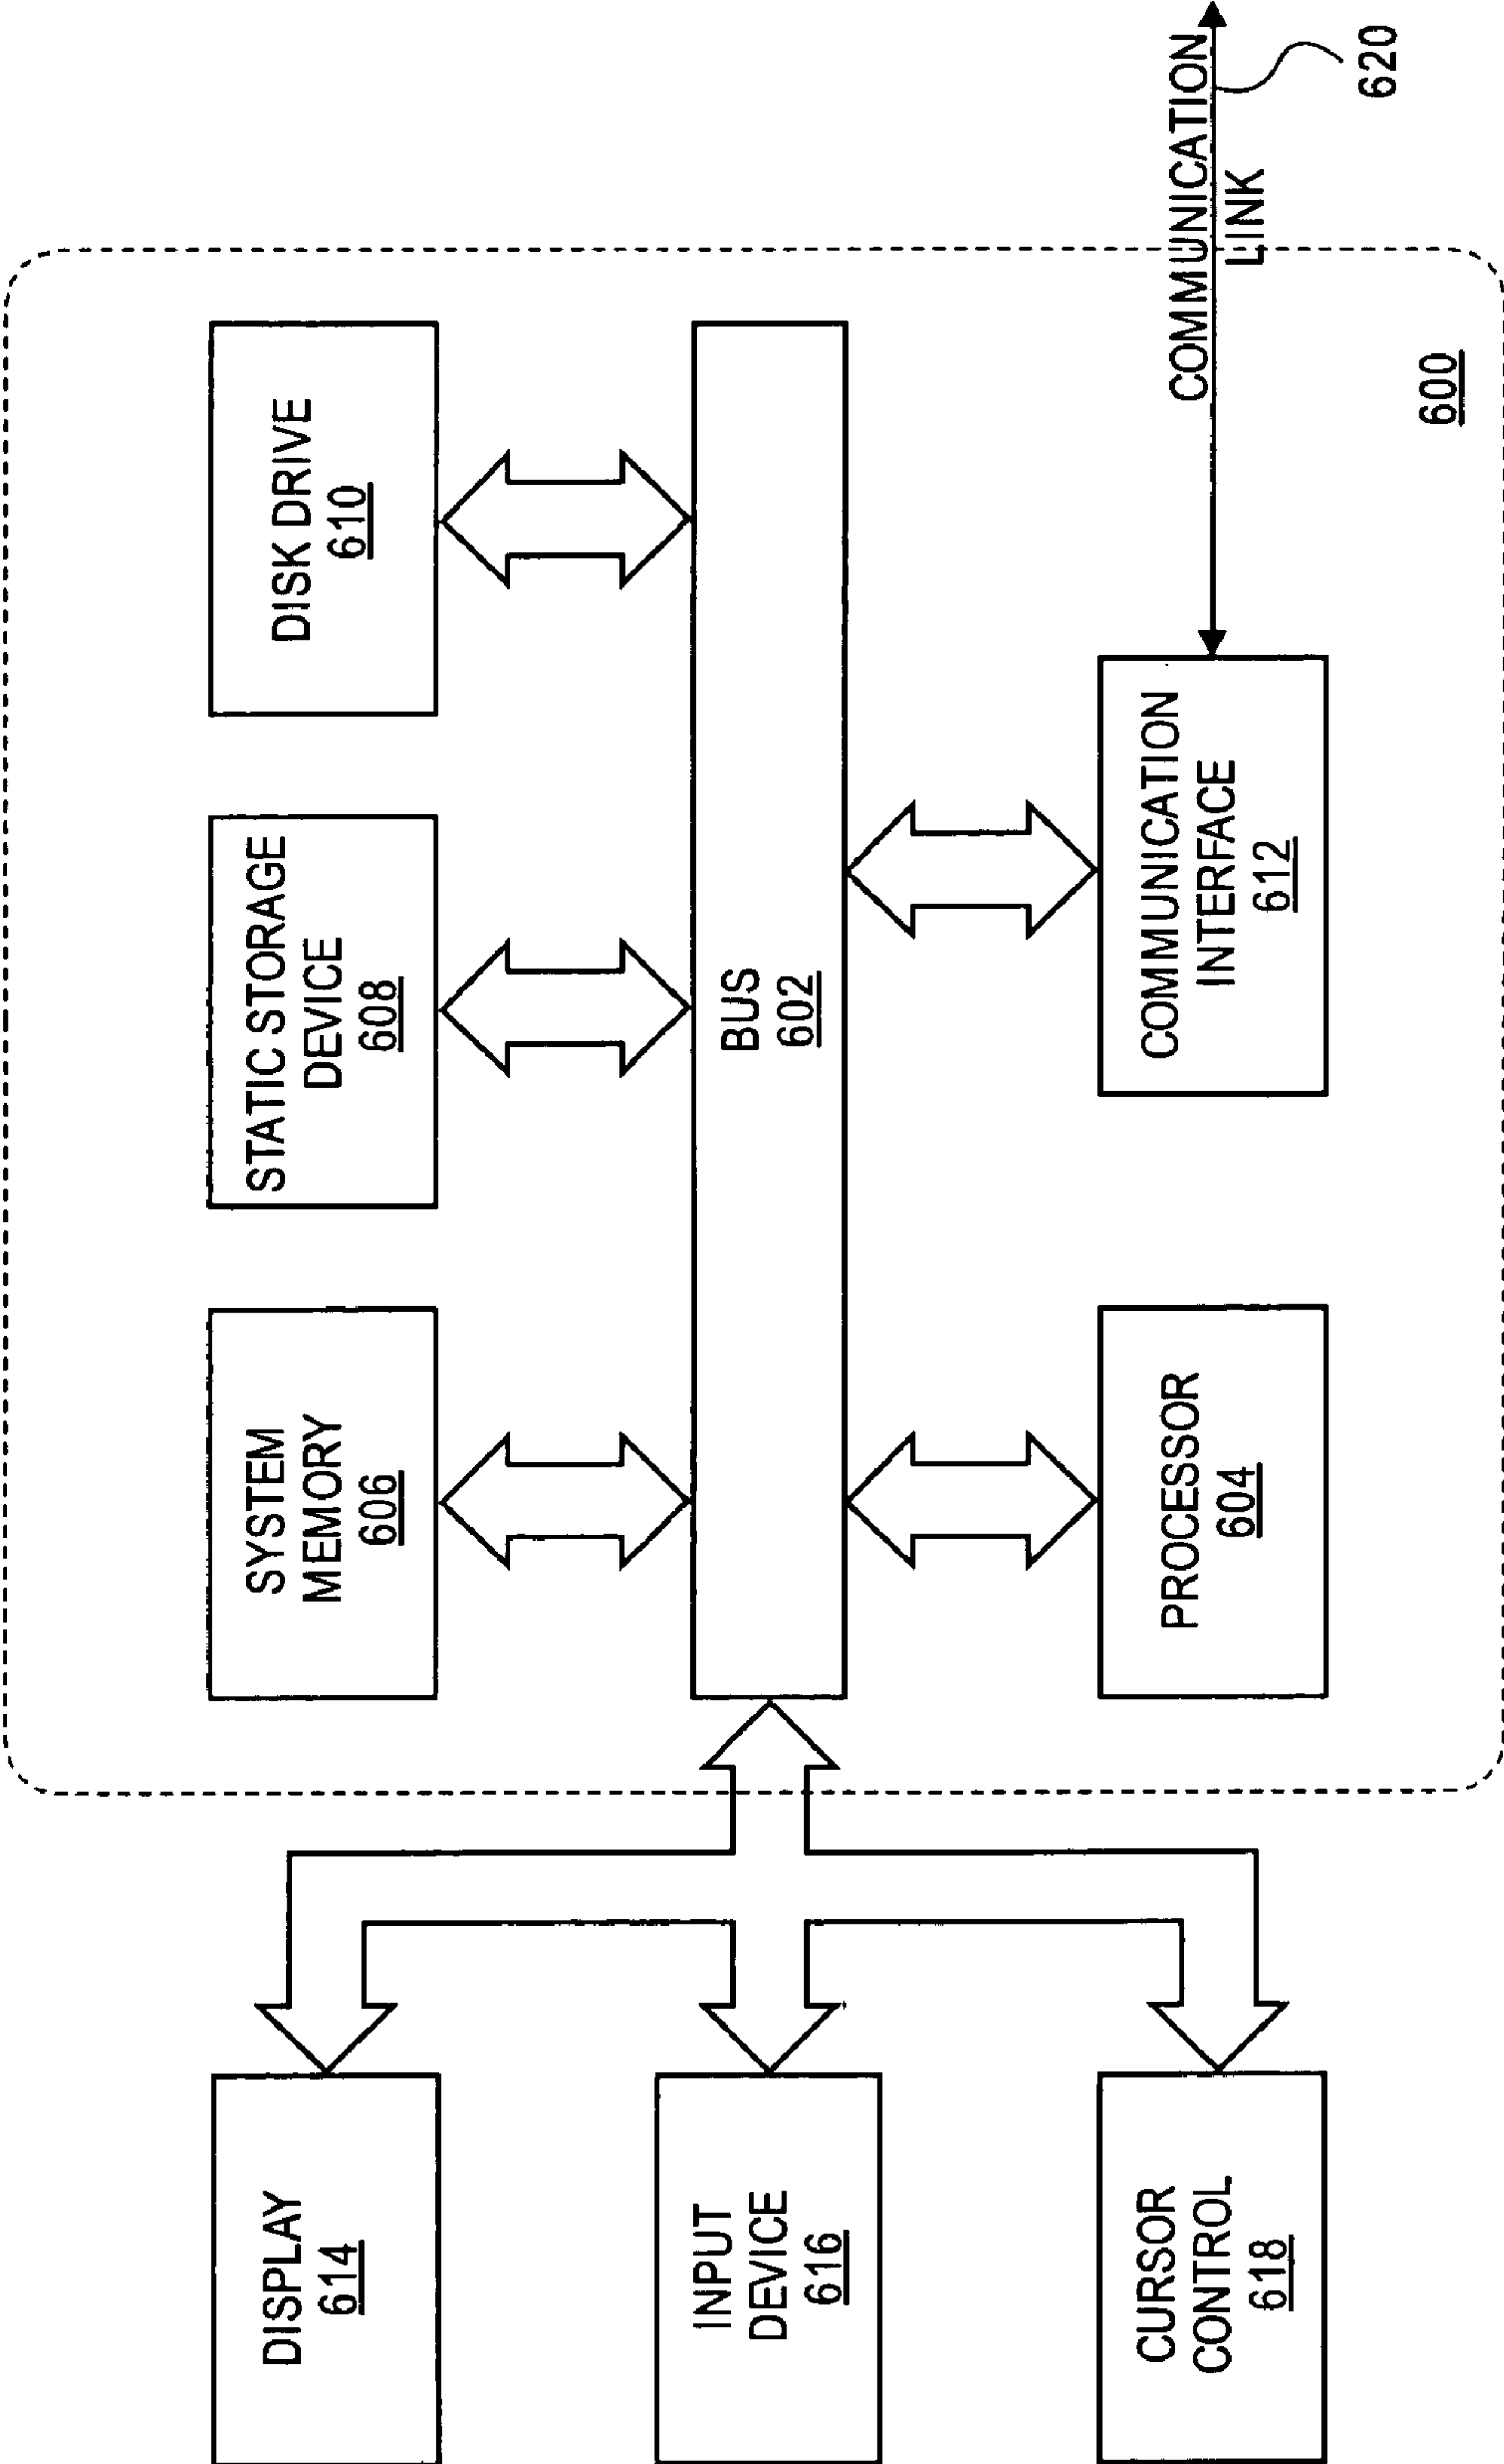 DISPLAY
614
INPUT
DEVICE
616
CURSOR
CONTROL
618
SYSTEM
MEMORY
606
STATIC STORAGE
DEVICE
608
DISK DRIVE
610
BUS
602
PROCESSOR
604
COMMUNICATION
INTERFACE
612
COMMUNICATION
LINK
620
600